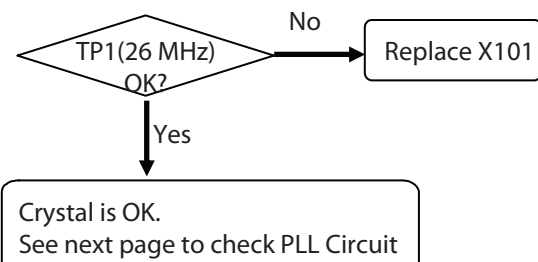 No
TP1(26 MHz)
OK?
Replace X101
Yes
Crystal is OK.
See next page to check PLL Circuit